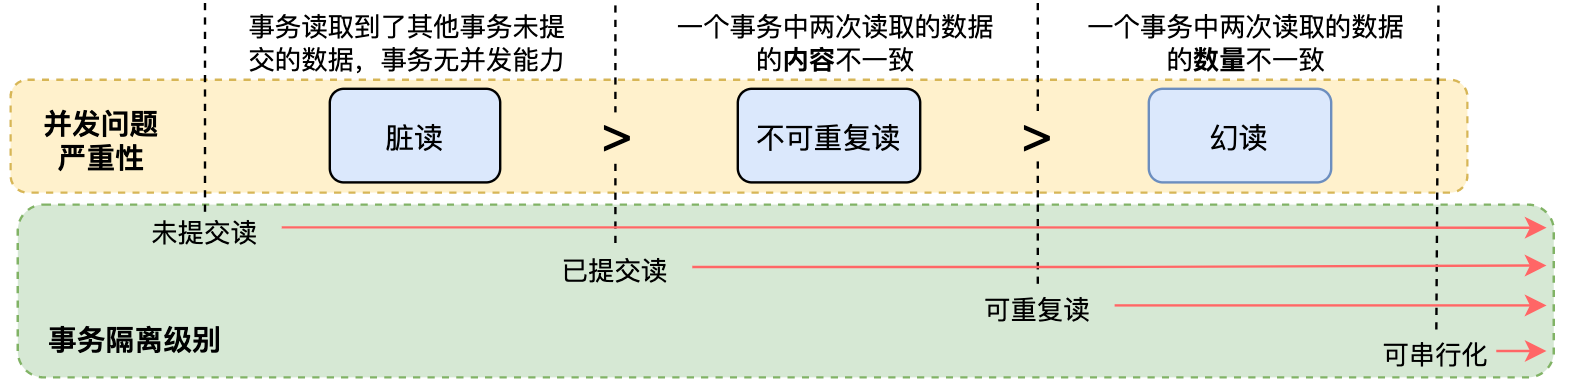 事务读取到了其他事务未提
交的数据，事务无并发能力
一个事务中两次读取的数据
的内容不一致
一个事务中两次读取的数据
的数量不一致
并发问题
严重性
脏读
>
不可重复读
>
幻读
未提交读
已提交读
可重复读
事务隔离级别
可串行化